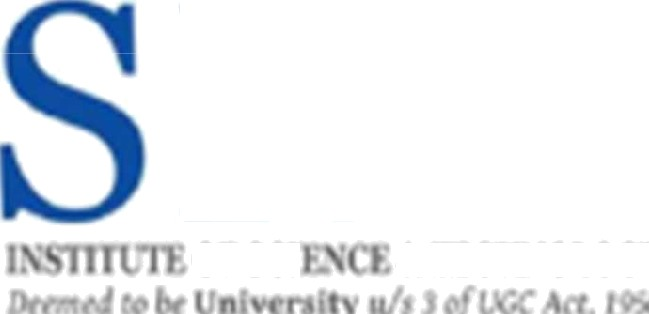 S
INSTITUTE ENCE
Deemed to be University u/s 3 of UGC Act, 195